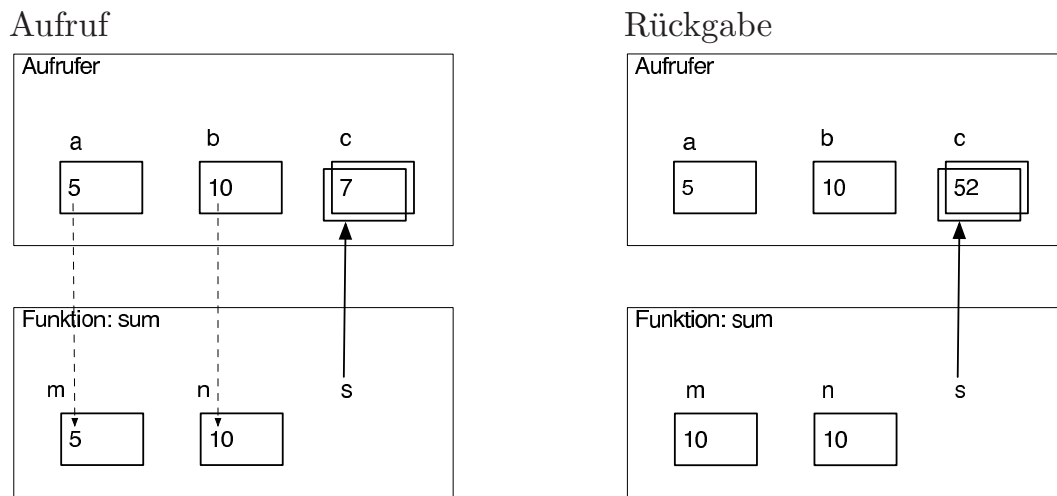 Aufruf
Aufrufer
a b c
5 10 7
Funktion: sum
m n s
5 10
Rückgabe
Aufrufer
a b c
5 10 52
Funktion: sum
m n s
10 10